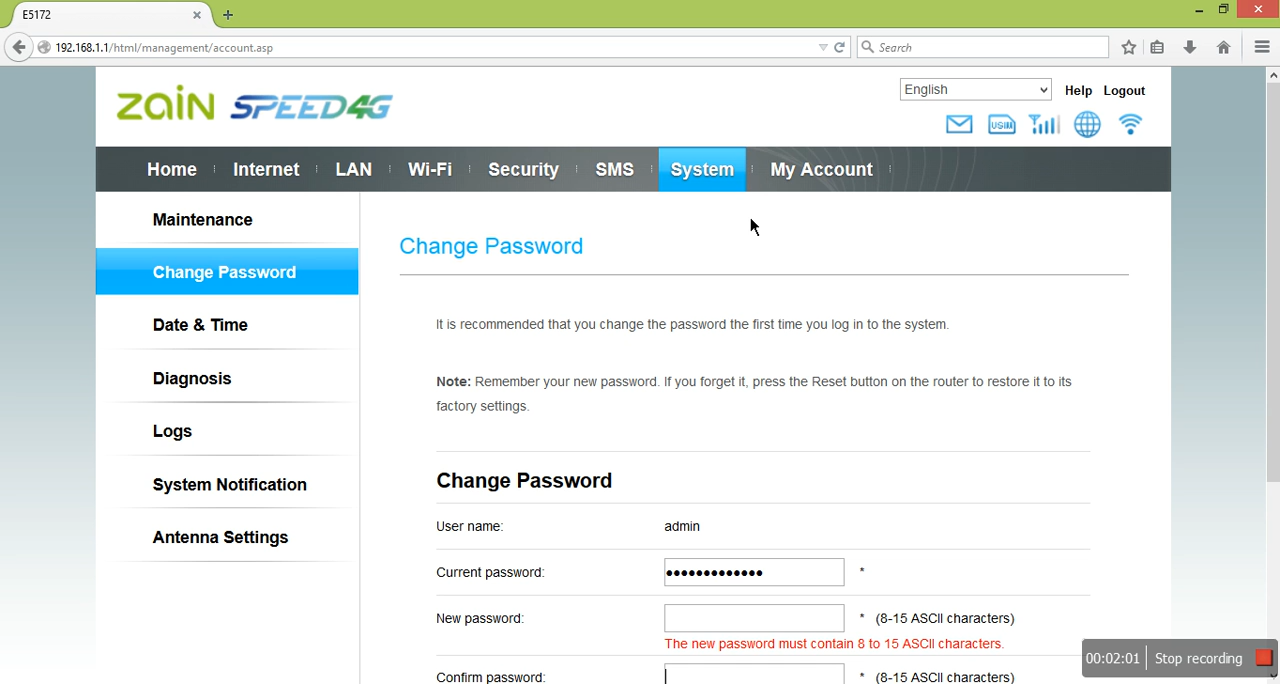 E5172
192.168.1.1/html/management/account.asp
Search
zain SPEED4G
English
Help Logout
USIM
Home Internet LAN Wi-Fi Security SMS System My Account
Maintenance
Change Password
Date & Time
Diagnosis
Logs
System Notification
Antenna Settings
Change Password
It is recommended that you change the password the first time you log in to the system.
Note: Remember your new password. If you forget it, press the Reset button on the router to restore it to its
factory settings.
Change Password
User name: admin
Current password: ••••••••••••• *
New password: * (8-15 ASCII characters)
The new password must contain 8 to 15 ASCII characters.
Confirm password: * (8-15 ASCII characters)
00:02:01 Stop recording